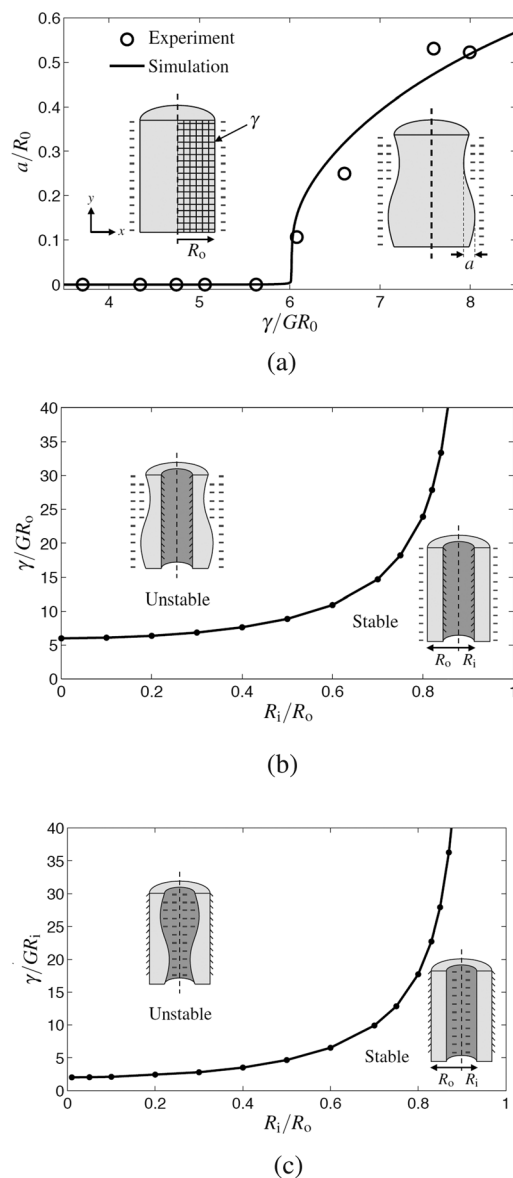 0.6
0.5
0.4
0.3
0.2
0.1
0
a/R₀
Experiment
Simulation
γ
y
x
Rₒ
a
4 5 6 7 8
γ/GR₀
(a)
40
35
30
25
20
15
10
5
0
γ/GRₒ
Unstable
Stable
Rₒ Rᵢ
0 0.2 0.4 0.6 0.8 1
Rᵢ/Rₒ
(b)
40
35
30
25
20
15
10
5
0
γ/GRᵢ
Unstable
Stable
Rₒ Rᵢ
0 0.2 0.4 0.6 0.8 1
Rᵢ/Rₒ
(c)